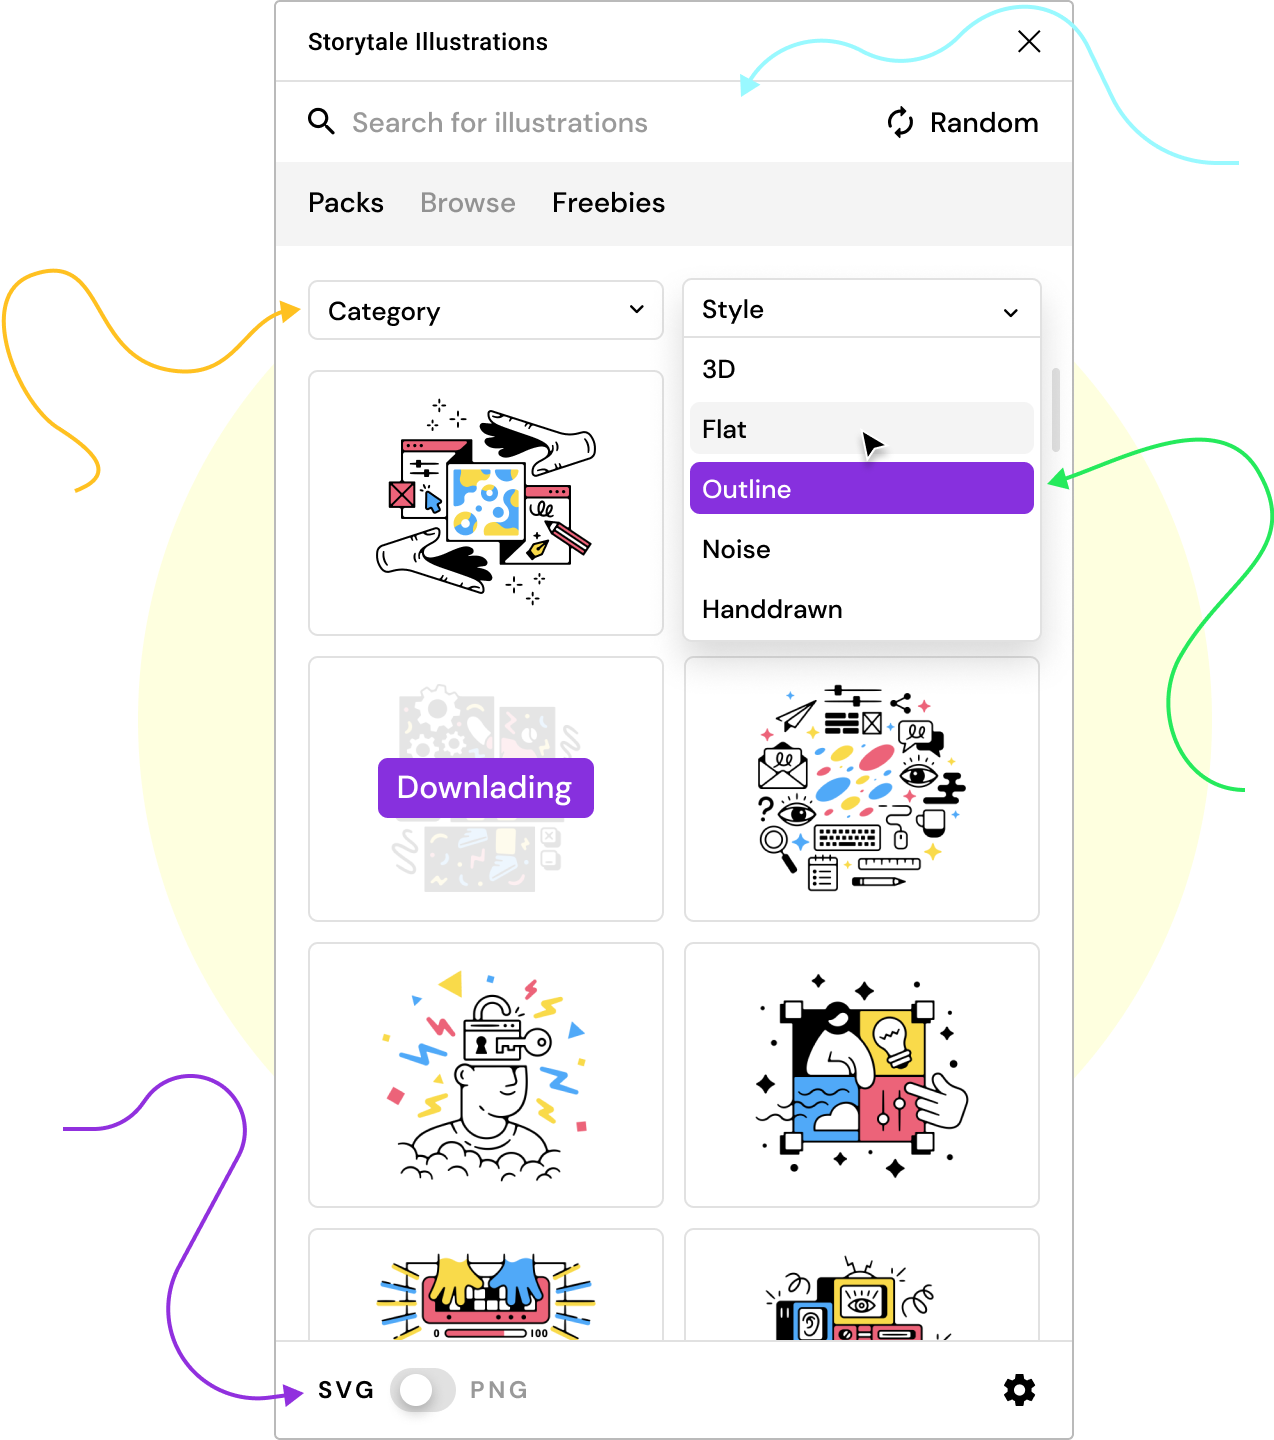 Storytale Illustrations
Search for illustrations
Random
Packs Browse Freebies
Category
Style
3D
Flat
Outline
Noise
Handdrawn
Downlading
?
0 100
SVG PNG